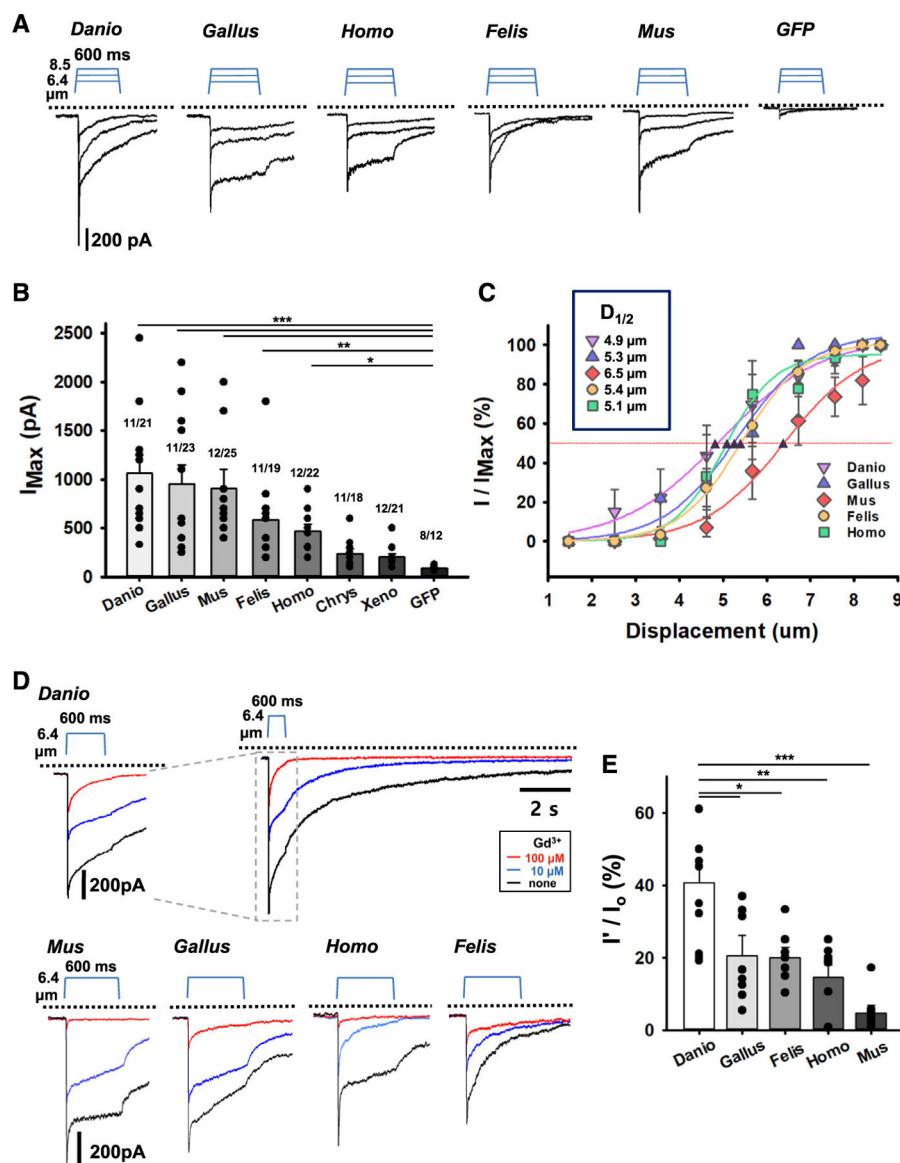 A
Danio Gallus Homo Felis Mus GFP
600 ms
8.5
6.4
µm
200 pA
B
IMax (pA)
2500
2000
1500
1000
500
0
***
**
*
11/21
11/23
12/25
11/19
12/22
11/18
12/21
8/12
Danio Gallus Mus Felis Homo Chrys Xeno GFP
C
D1/2
4.9 µm
5.3 µm
6.5 µm
5.4 µm
5.1 µm
I / IMax (%)
100
80
60
40
20
0
Danio
Gallus
Mus
Felis
Homo
1 2 3 4 5 6 7 8 9
Displacement (um)
D
Danio
600 ms
6.4
µm
200pA
600 ms
6.4
µm
2 s
Gd3+
100 µM
10 µM
none
Mus Gallus Homo Felis
600 ms
6.4
µm
200pA
E
***
**
*
I' / Io (%)
60
40
20
0
Danio Gallus Felis Homo Mus